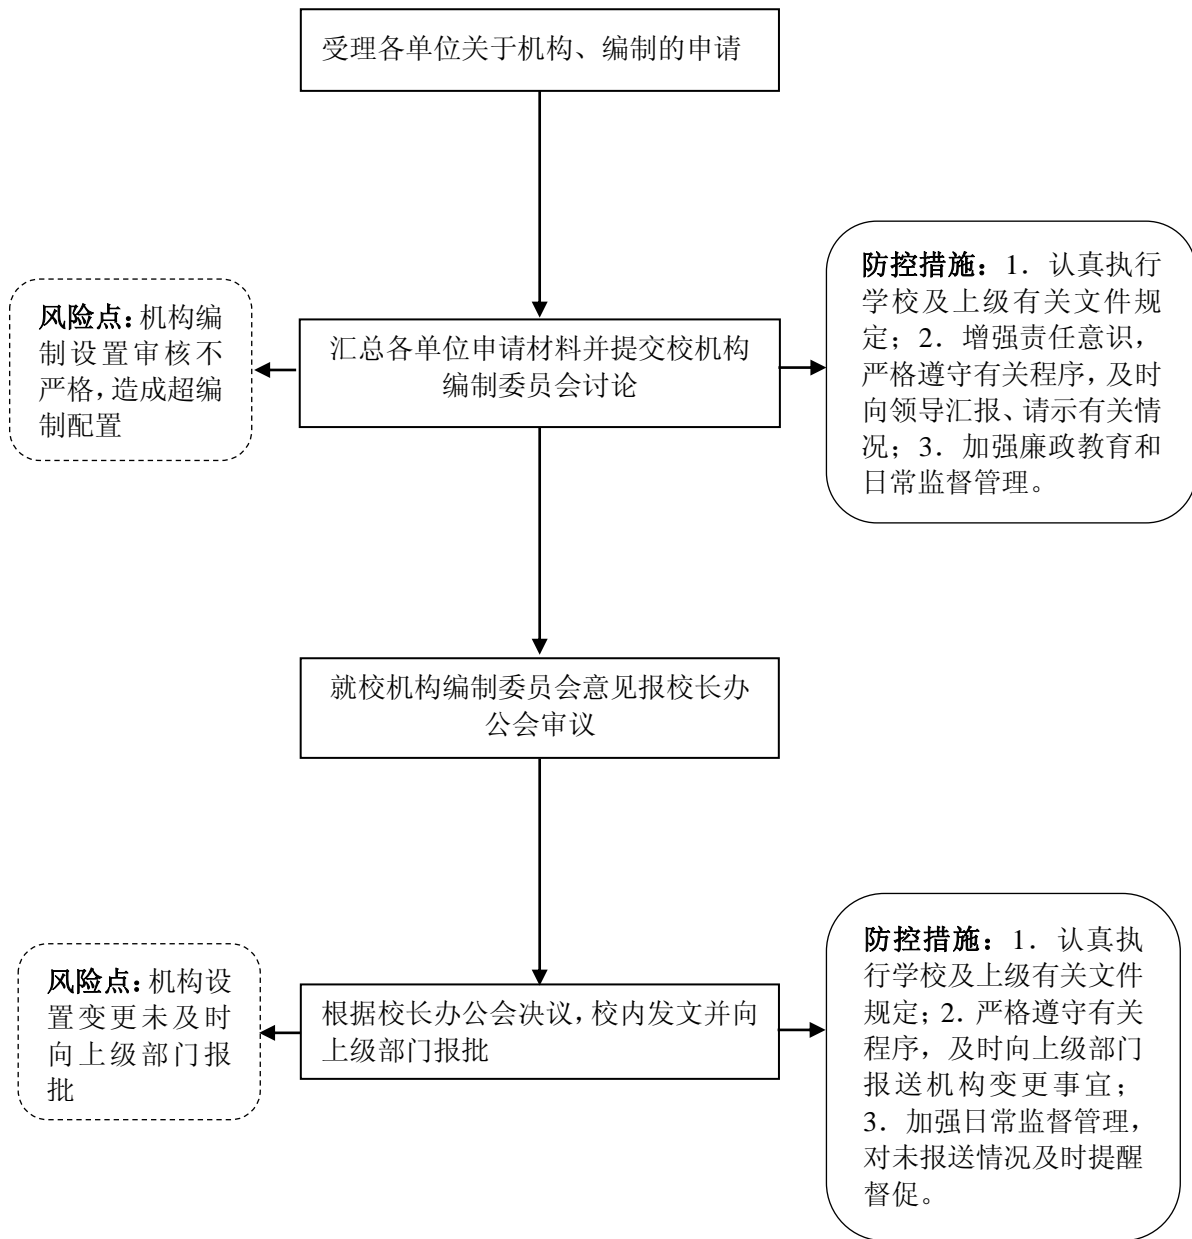 受理各单位关于机构、编制的申请
风险点：机构编
制设置审核不
严格，造成超编
制配置
汇总各单位申请材料并提交校机构
编制委员会讨论
防控措施：1．认真执行
学校及上级有关文件规
定；2．增强责任意识，
严格遵守有关程序，及时
向领导汇报、请示有关情
况；3．加强廉政教育和
日常监督管理。
就校机构编制委员会意见报校长办
公会审议
风险点：机构设
置变更未及时
向上级部门报
批
根据校长办公会决议，校内发文并向
上级部门报批
防控措施：1．认真执
行学校及上级有关文件
规定；2．严格遵守有关
程序，及时向上级部门
报送机构变更事宜；
3．加强日常监督管理，
对未报送情况及时提醒
督促。